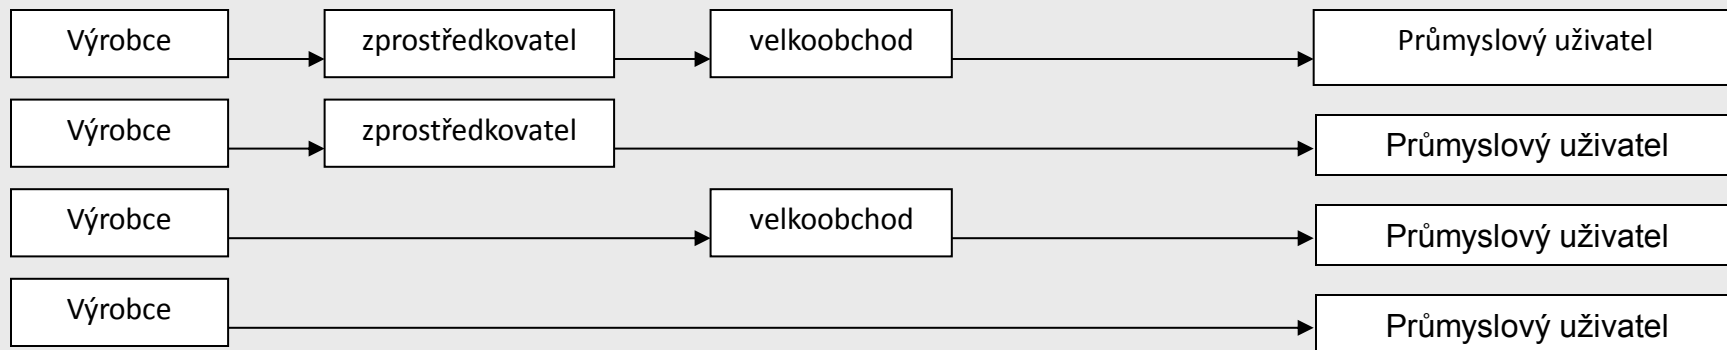 Výrobce zprostředkovatel velkoobchod Průmyslový uživatel
Výrobce zprostředkovatel Průmyslový uživatel
Výrobce velkoobchod Průmyslový uživatel
Výrobce Průmyslový uživatel